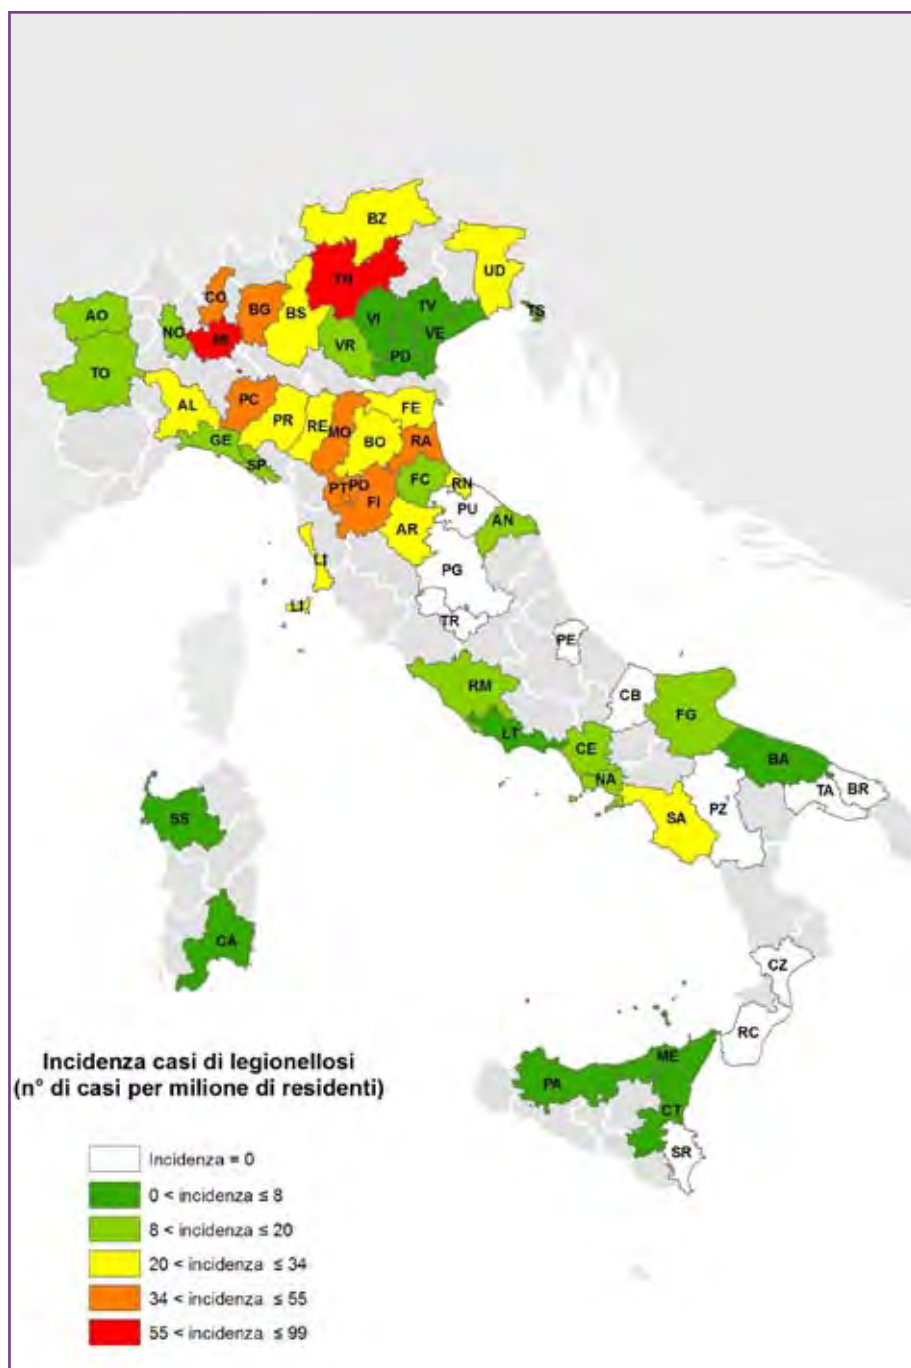 BZ
UD
TN
CO
BG
BS
VI
TV
TS
AO
NO
MI
VR
VE
PD
TO
PC
AL
PR
RE
MO
FE
GE
BO
RA
SP
FC
RN
PT
PO
FI
PU
AN
AR
LI
PG
LI
TR
PE
RM
CB
FG
LT
CE
BA
NA
TA
BR
SA
PZ
SS
CA
CZ
RC
ME
PA
CT
SR
Incidenza casi di legionellosi
(n° di casi per milione di residenti)
Incidenza = 0
0 < incidenza ≤ 8
8 < incidenza ≤ 20
20 < incidenza ≤ 34
34 < incidenza ≤ 55
55 < incidenza ≤ 99